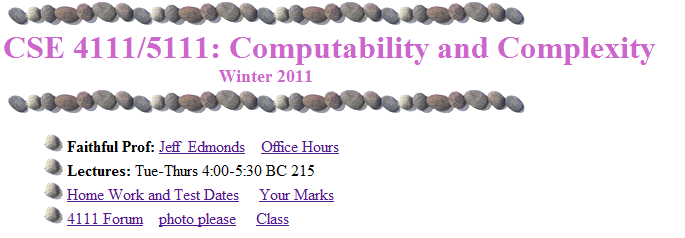 CSE 4111/5111: Computability and Complexity
Winter 2011
Faithful Prof: Jeff Edmonds Office Hours
Lectures: Tue-Thurs 4:00-5:30 BC 215
Home Work and Test Dates Your Marks
4111 Forum photo please Class